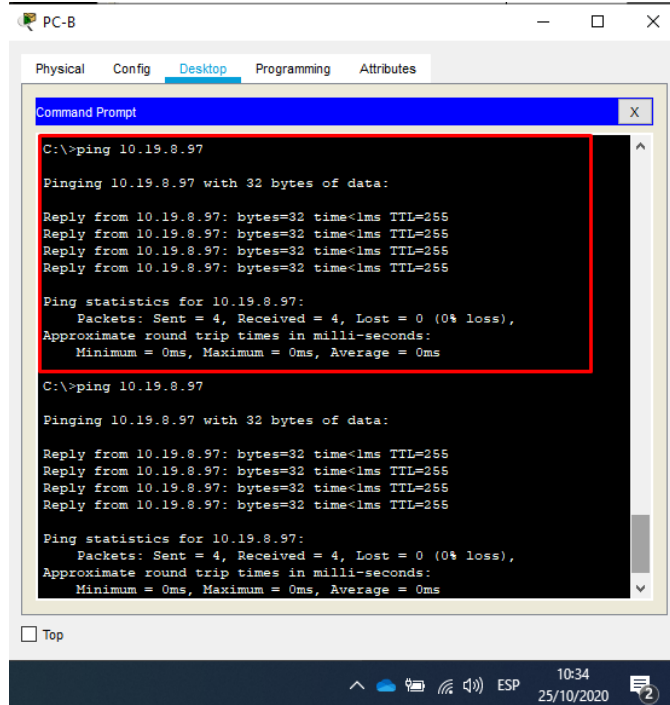 PC-B
Physical Config Desktop Programming Attributes
Command Prompt X
C:\>ping 10.19.8.97
Pinging 10.19.8.97 with 32 bytes of data:
Reply from 10.19.8.97: bytes=32 time<1ms TTL=255
Reply from 10.19.8.97: bytes=32 time<1ms TTL=255
Reply from 10.19.8.97: bytes=32 time<1ms TTL=255
Reply from 10.19.8.97: bytes=32 time<1ms TTL=255
Ping statistics for 10.19.8.97:
Packets: Sent = 4, Received = 4, Lost = 0 (0% loss),
Approximate round trip times in milli-seconds:
Minimum = 0ms, Maximum = 0ms, Average = 0ms
C:\>ping 10.19.8.97
Pinging 10.19.8.97 with 32 bytes of data:
Reply from 10.19.8.97: bytes=32 time<1ms TTL=255
Reply from 10.19.8.97: bytes=32 time<1ms TTL=255
Reply from 10.19.8.97: bytes=32 time<1ms TTL=255
Reply from 10.19.8.97: bytes=32 time<1ms TTL=255
Ping statistics for 10.19.8.97:
Packets: Sent = 4, Received = 4, Lost = 0 (0% loss),
Approximate round trip times in milli-seconds:
Minimum = 0ms, Maximum = 0ms, Average = 0ms
Top
ESP
10:34
25/10/2020
2